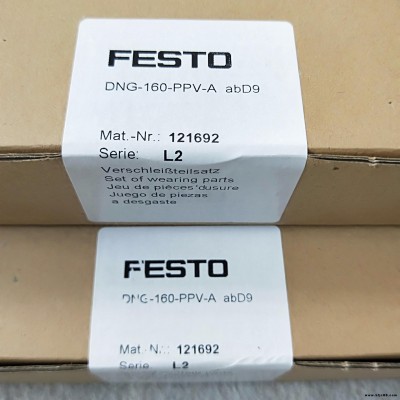 FESTO
DNG-160-PPV-A abD9
Mat.-Nr.: 121692
Serie: L2
Verschleißteilsatz
Set of wearing parts
Jeu de pièces dusure
Juego de piezas
a desgaste
FESTO
DNG-160-PPV-A abD9
Mat.-Nr.: 121692
Serie L2